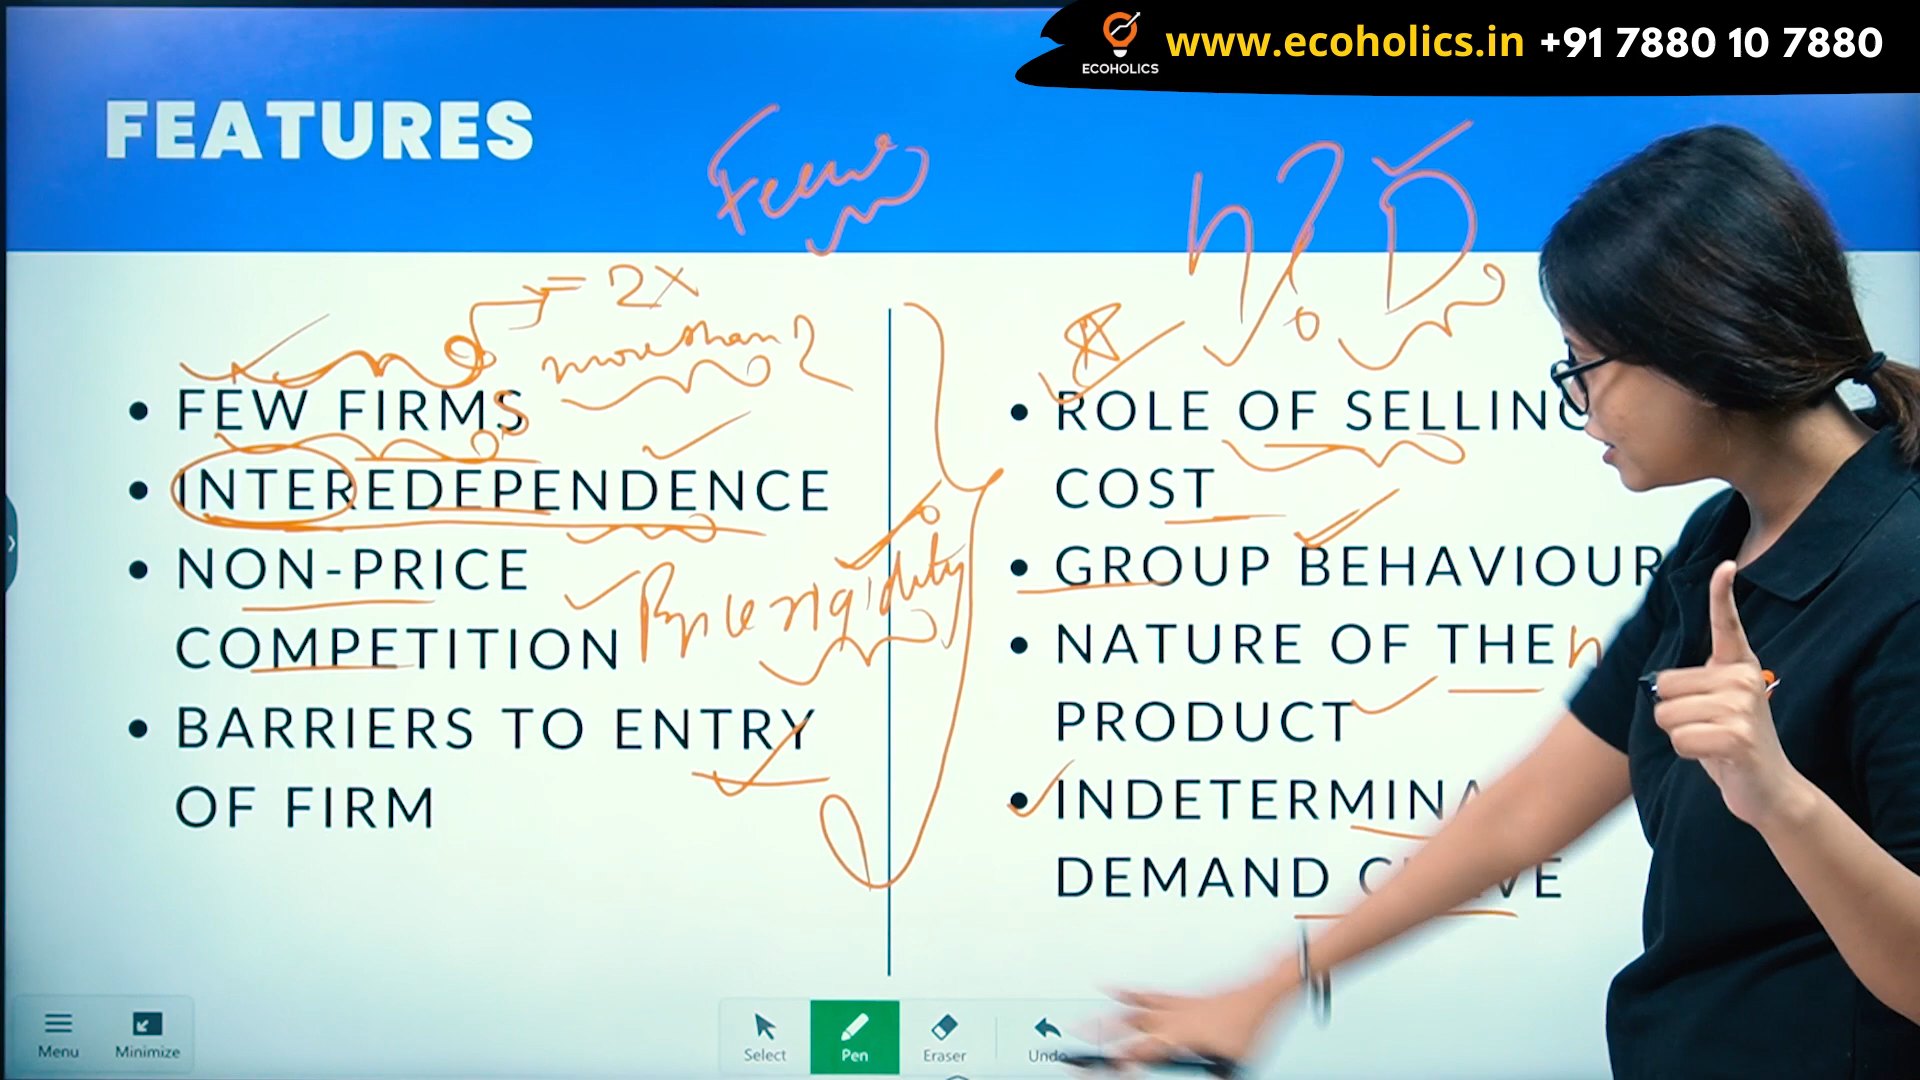 www.ecoholics.in +91 7880 10 7880
ECOHOLICS
FEATURES
= 2X
more than 2
FEW FIRMS
INTEREDEPENDENCE
NON-PRICE
COMPETITION
Price rigidity
BARRIERS TO ENTRY
OF FIRM
h? D
ROLE OF SELLING
COST
GROUP BEHAVIOUR
NATURE OF THE
PRODUCT
INDETERMINA
DEMAND C VE
Menu
Minimize
Select
Pen
Eraser
Undo